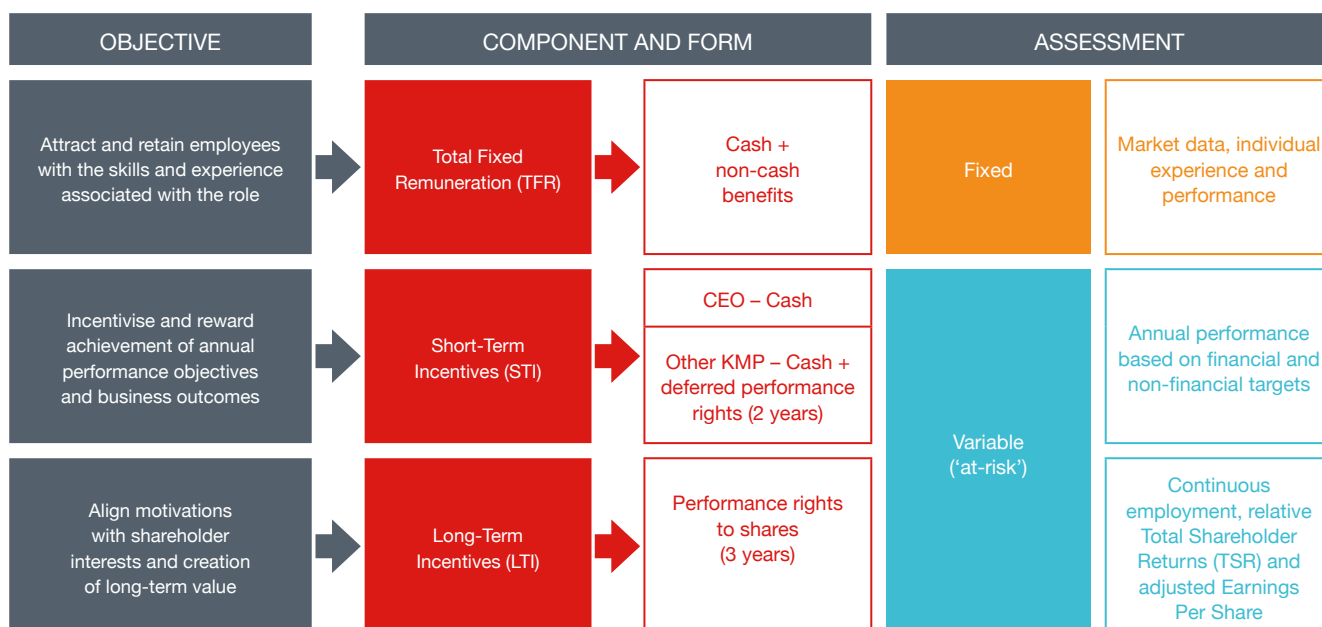 OBJECTIVE
COMPONENT AND FORM
ASSESSMENT
Attract and retain employees
with the skills and experience
associated with the role
Total Fixed
Remuneration (TFR)
Cash +
non-cash
benefits
Fixed
Market data, individual
experience and
performance
Incentivise and reward
achievement of annual
performance objectives
and business outcomes
Short-Term
Incentives (STI)
CEO – Cash
Other KMP – Cash +
deferred performance
rights (2 years)
Variable
(‘at-risk’)
Annual performance
based on financial and
non-financial targets
Align motivations
with shareholder
interests and creation
of long-term value
Long-Term
Incentives (LTI)
Performance rights
to shares
(3 years)
Continuous
employment, relative
Total Shareholder
Returns (TSR) and
adjusted Earnings
Per Share